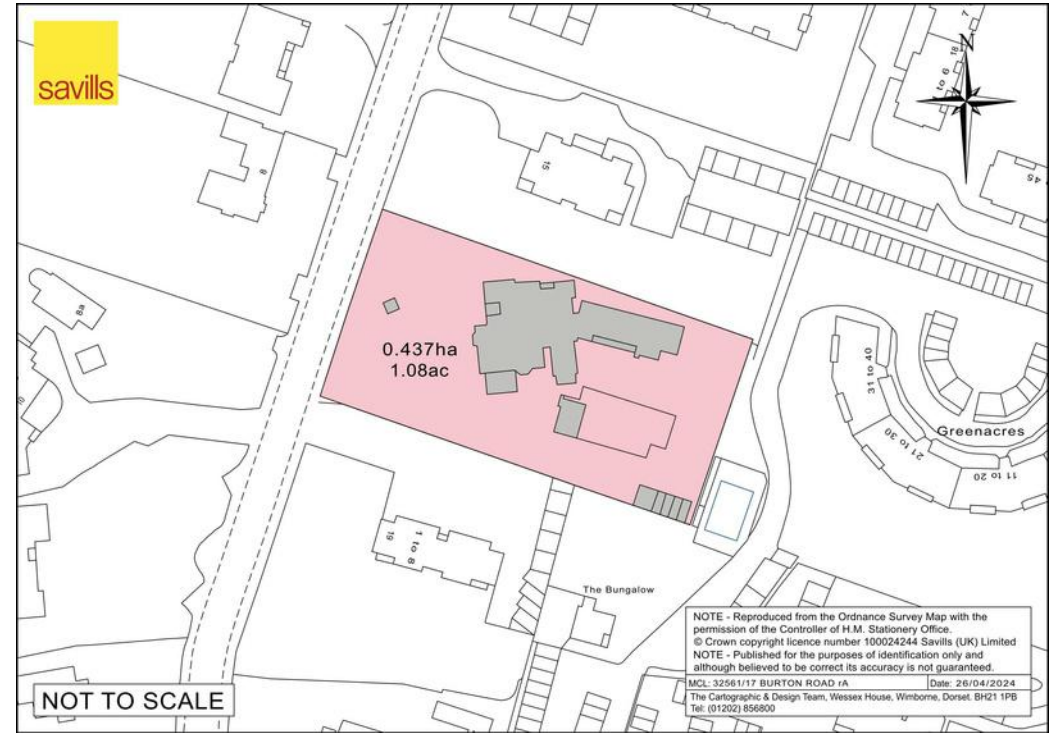 savills
N
7
18
1 to 6
45
15
8
8a
0.437ha
1.08ac
31 to 40
21 to 30
11 to 20
Greenacres
19
1 to 8
The Bungalow
NOTE - Reproduced from the Ordnance Survey Map with the
permission of the Controller of H.M. Stationery Office.
© Crown copyright licence number 100024244 Savills (UK) Limited
NOTE - Published for the purposes of identification only and
although believed to be correct its accuracy is not guaranteed.
MCL: 32561/17 BURTON ROAD rA
Date: 26/04/2024
The Cartographic & Design Team, Wessex House, Wimborne, Dorset. BH21 1PB
Tel: (01202) 856800
NOT TO SCALE